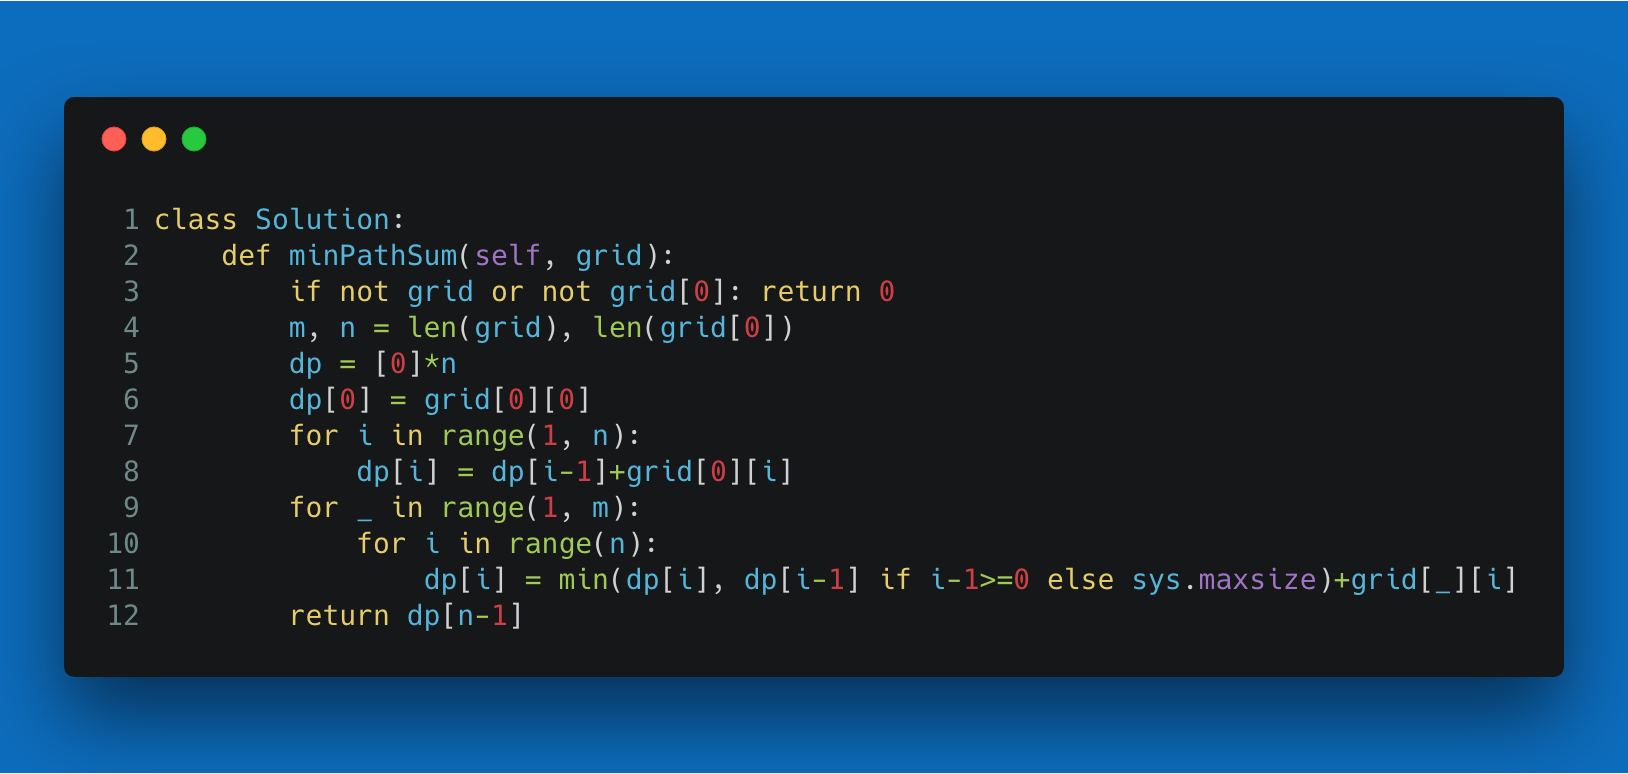 1 class Solution:
2     def minPathSum(self, grid):
3         if not grid or not grid[0]: return 0
4         m, n = len(grid), len(grid[0])
5         dp = [0]*n
6         dp[0] = grid[0][0]
7         for i in range(1, n):
8             dp[i] = dp[i-1]+grid[0][i]
9         for _ in range(1, m):
10             for i in range(n):
11                 dp[i] = min(dp[i], dp[i-1] if i-1>=0 else sys.maxsize)+grid[_][i]
12         return dp[n-1]